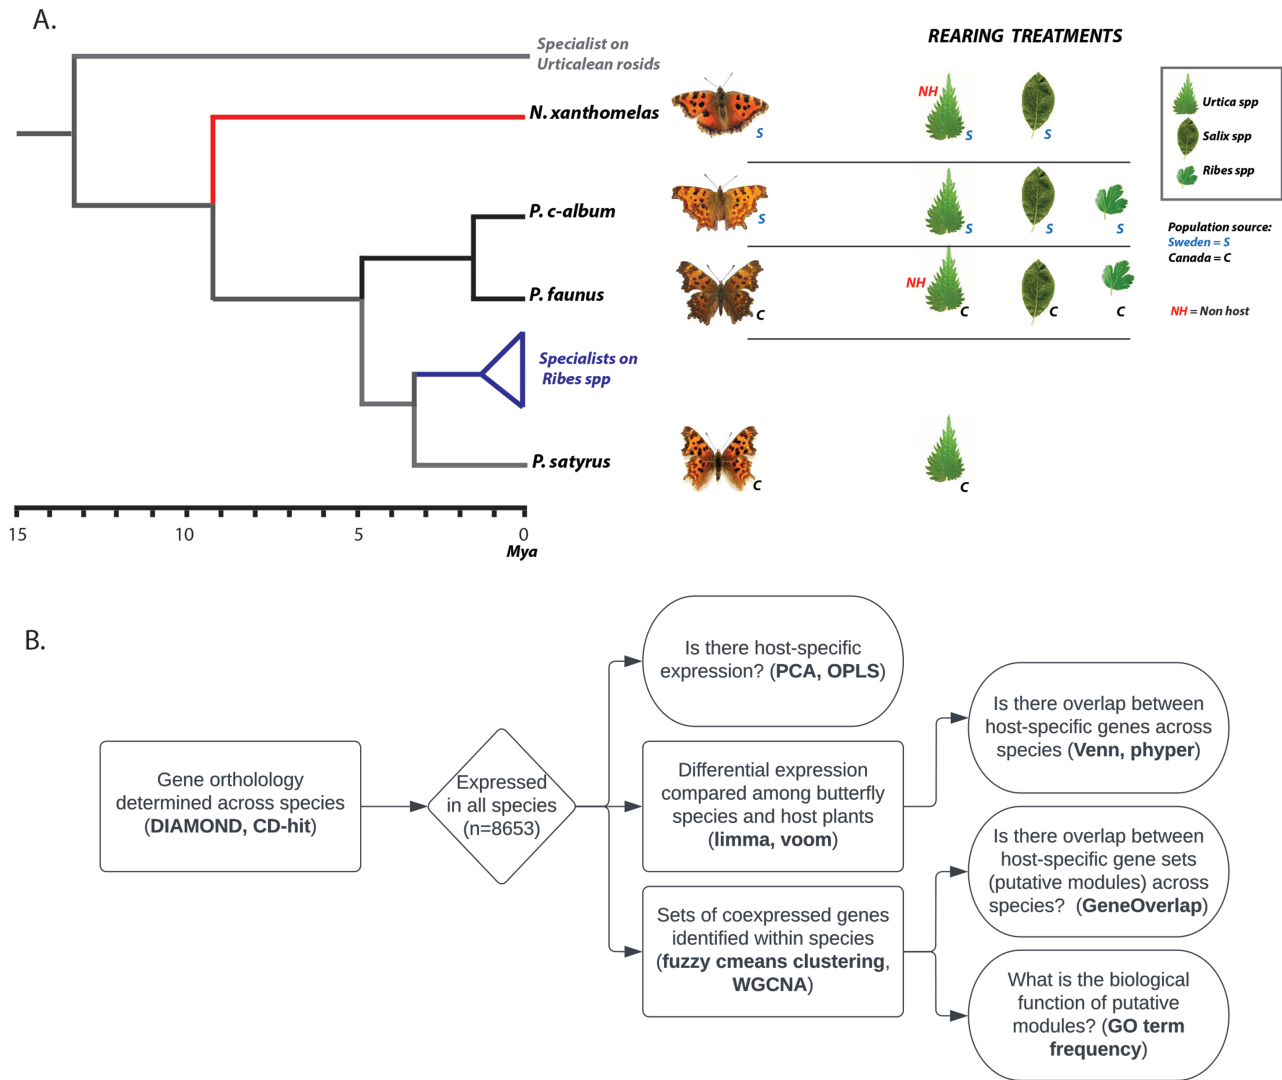 A.
Specialist on
Urticalean rosids
N. xanthomelas
P. c-album
P. faunus
Specialists on
Ribes spp
P. satyrus
15
10
5
0
Mya
REARING TREATMENTS
S
NH
S
S
S
S
S
S
C
NH
C
C
C
C
C
Urtica spp
Salix spp
Ribes spp
Population source:
Sweden = S
Canada = C
NH = Non host
B.
Gene ortholology
determined across species
(DIAMOND, CD-hit)
Expressed
in all species
(n=8653)
Is there host-specific
expression? (PCA, OPLS)
Differential expression
compared among butterfly
species and host plants
(limma, voom)
Sets of coexpressed genes
identified within species
(fuzzy cmeans clustering,
WGCNA)
Is there overlap between
host-specific genes across
species (Venn, phyper)
Is there overlap between
host-specific gene sets
(putative modules) across
species? (GeneOverlap)
What is the biological
function of putative
modules? (GO term
frequency)